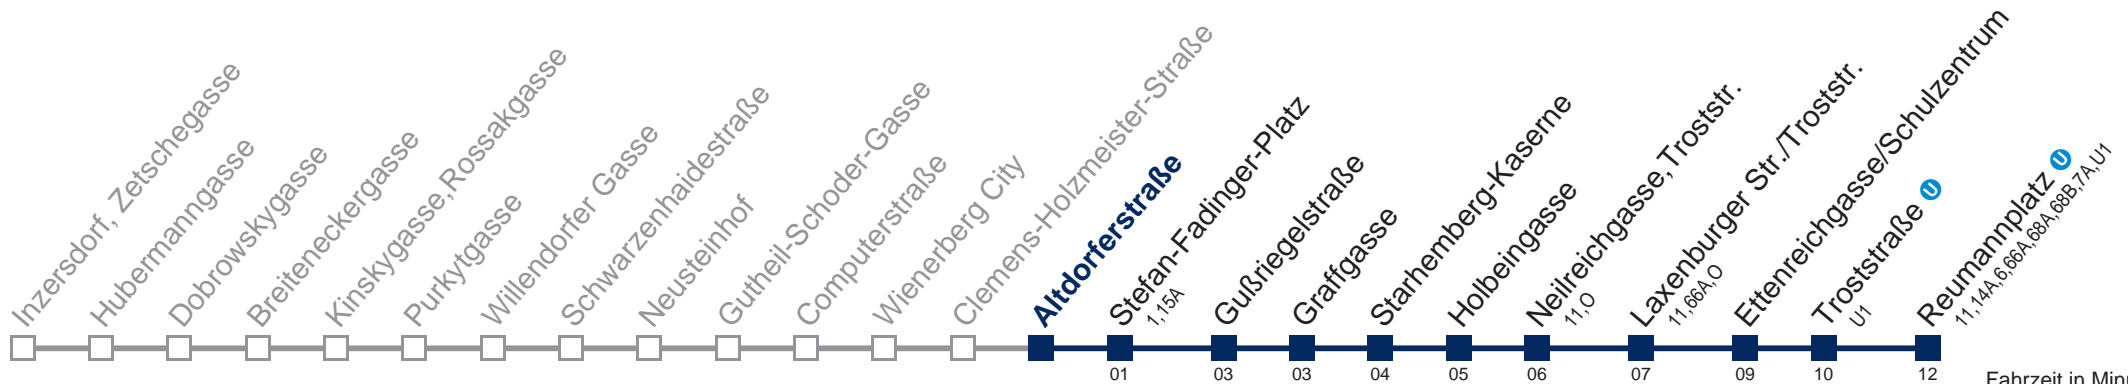 Inzersdorf, Zetschegasse
Hubermanngasse
Dobrowskygasse
Breiteneckergasse
Kinskygasse,Rossakgasse
Purkytgasse
Willendorfer Gasse
Schwarzenhaidestraße
Neusteinhof
Gutheil-Schoder-Gasse
Computerstraße
Wienerberg City
Clemens-Holzmeister-Straße
Altdorferstraße
Stefan-Fadinger-Platz
1,15A
Gußriegelstraße
Graffgasse
Starhemberg-Kaserne
Holbeingasse
Neilreichgasse,Troststr.
11,O
Laxenburger Str./Troststr.
11,66A,O
Ettenreichgasse/Schulzentrum
Troststraße U
U1
Reumannplatz U
11,14A,6,66A,68A,68B,7A,U1
01 03 03 04 05 06 07 09 10 12
Fahrzeit in